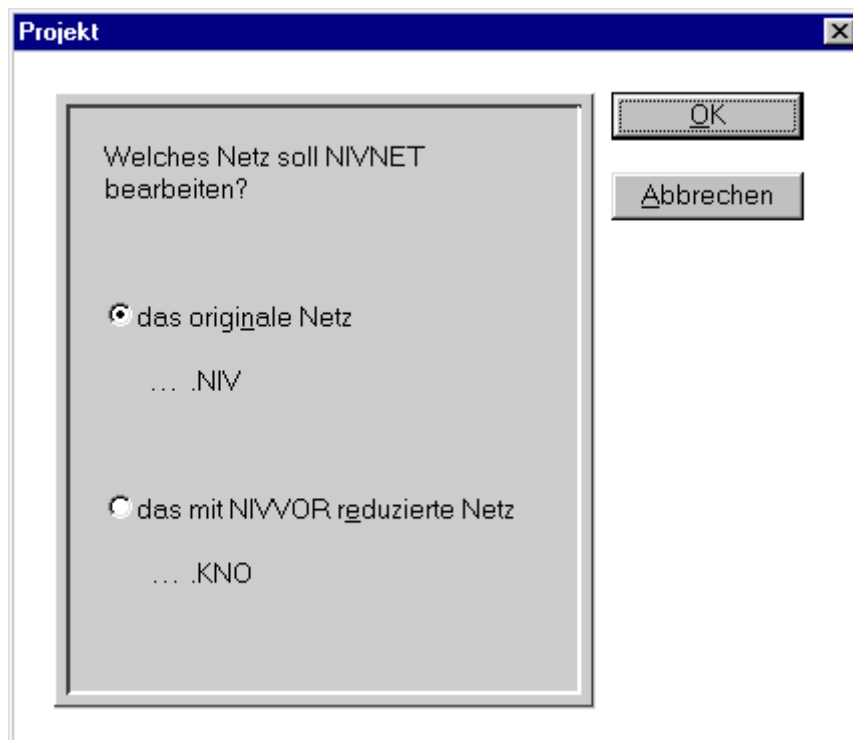 Projekt
Welches Netz soll NIVNET
bearbeiten?
das originale Netz
... .NIV
das mit NIVVOR reduzierte Netz
... .KNO
OK
Abbrechen